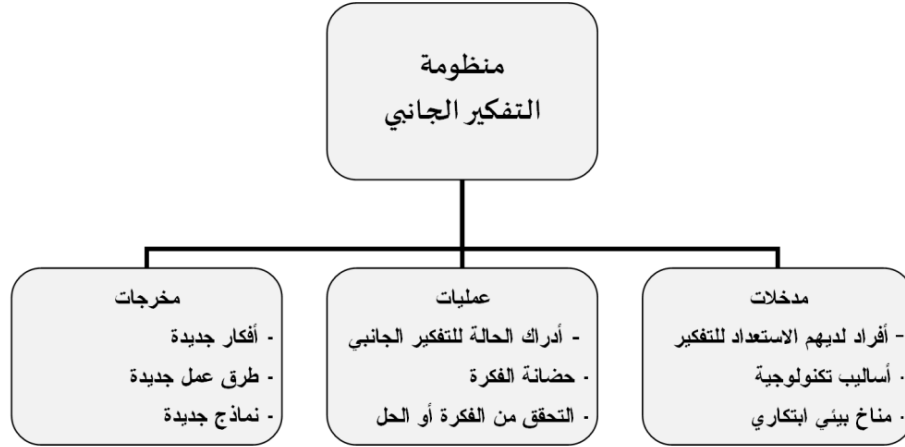 منظومة
التفكير الجانبي
مدخلات
- أفراد لديهم الاستعداد للتفكير
- أساليب تكنولوجية
- مناخ بيئي ابتكاري
عمليات
- أدراك الحالة للتفكير الجانبي
- حضانة الفكرة
- التحقق من الفكرة أو الحل
مخرجات
- أفكار جديدة
- طرق عمل جديدة
- نماذج جديدة